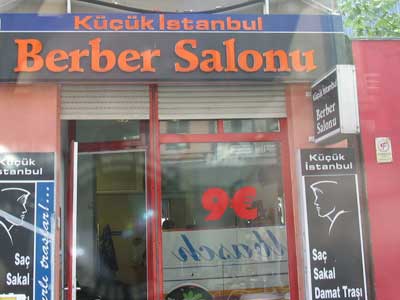 Küçük İstanbul
Berber Salonu
Küçük İstanbul
Berber
Salonu
Küçük
İstanbul
Saç
Sakal
9€
Küçük
İstanbul
Saç
Sakal
Damat Traşı